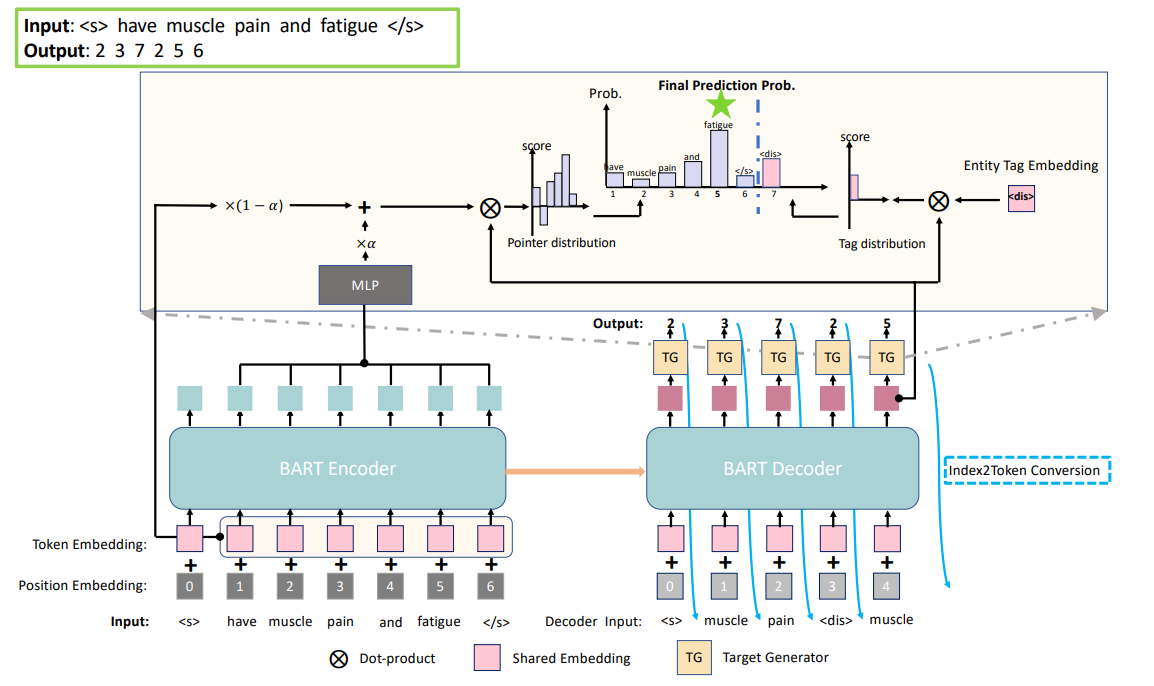 Input: <s> have muscle pain and fatigue </s>
Output: 2 3 7 2 5 6
Final Prediction Prob.
Prob.
fatigue
have
muscle
pain
and
</s>
<dis>
1 2 3 4 5 6 7
score
score
Entity Tag Embedding
<dis>
×(1 − α)
+
×α
Pointer distribution
Tag distribution
MLP
Output: 2 3 7 2 5
TG TG TG TG TG
BART Encoder
BART Decoder
Index2Token Conversion
Token Embedding:
+ + + + + + +
+ + + + +
Position Embedding: 0 1 2 3 4 5 6
0 1 2 3 4
Input: <s> have muscle pain and fatigue </s>
Decoder Input: <s> muscle pain <dis> muscle
Dot-product
Shared Embedding
TG Target Generator